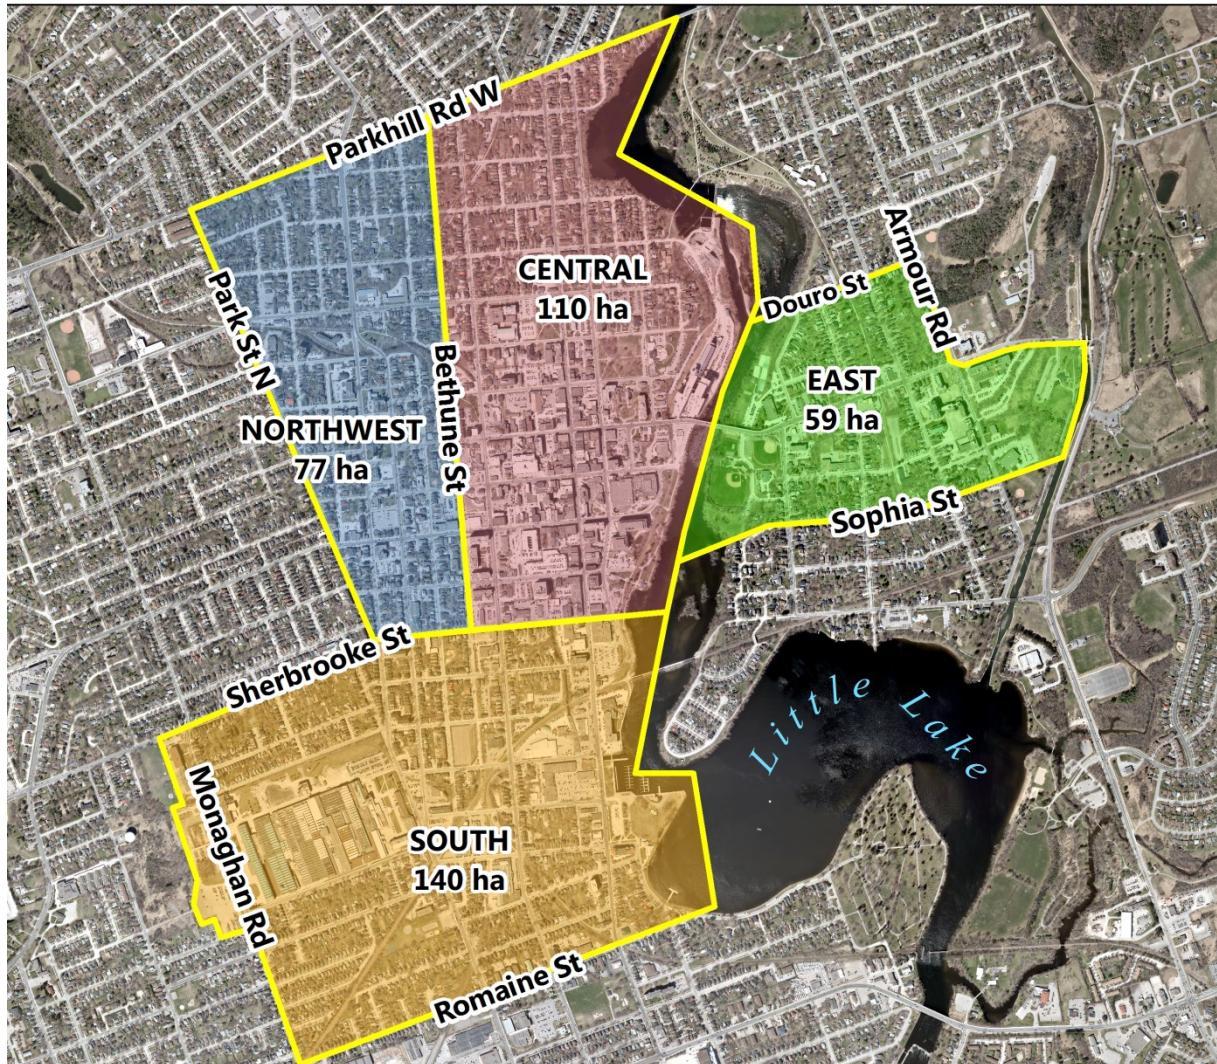 Parkhill Rd W
CENTRAL
110 ha
Armour Rd
Douro St
Park St N
Bethune St
EAST
59 ha
NORTHWEST
77 ha
Sophia St
Sherbrooke St
Little Lake
Monaghan Rd
SOUTH
140 ha
Romaine St